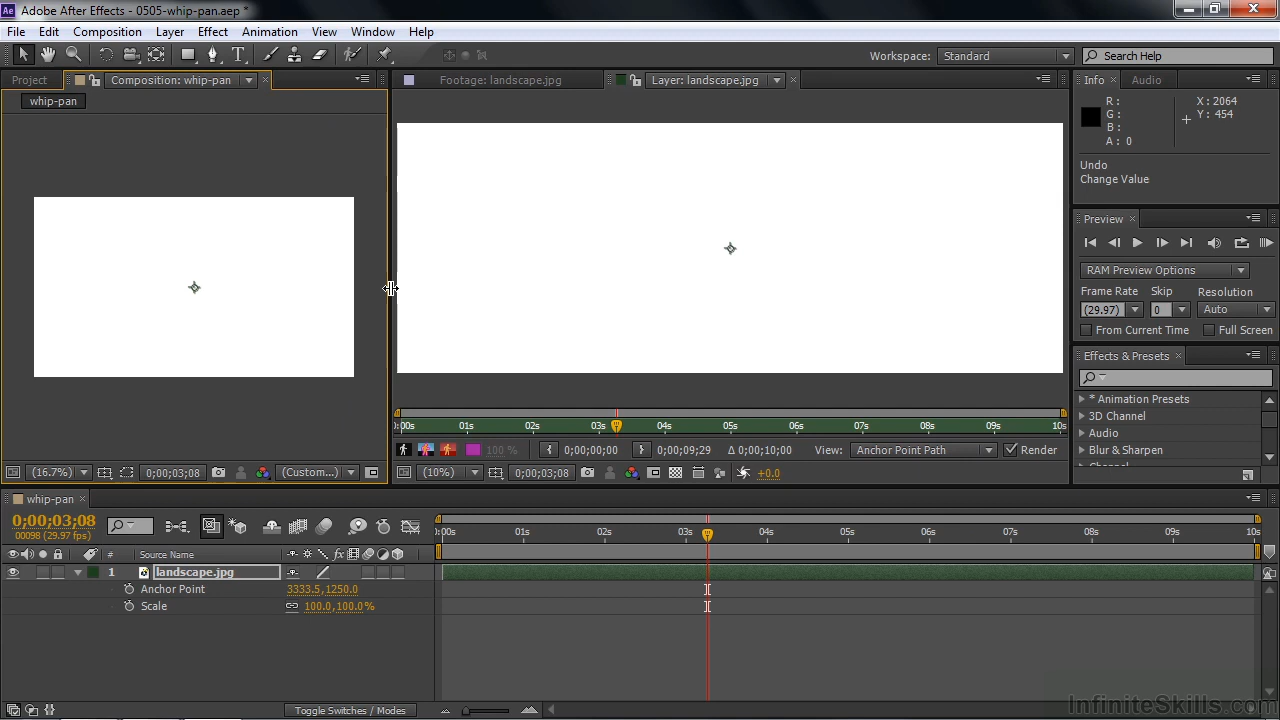 Adobe After Effects - 0505-whip-pan.aep *
File Edit Composition Layer Effect Animation View Window Help
Workspace: Standard Search Help
Project Composition: whip-pan Footage: landscape.jpg Layer: landscape.jpg Info Audio
whip-pan
R : X : 2064
G : Y : 454
B :
A : 0
Undo
Change Value
Preview
RAM Preview Options
Frame Rate Skip Resolution
(29.97) 0 Auto
From Current Time Full Screen
Effects & Presets
* Animation Presets
3D Channel
Audio
Blur & Sharpen
0:00s 01s 02s 03s 04s 05s 06s 07s 08s 09s 10s
100 % 0;00;00;00 0;00;09;29 Δ 0;00;10;00 View: Anchor Point Path Render
(16.7%) 0;00;03;08 (Custom... (10%) 0;00;03;08 +0.0
whip-pan
0;00;03;08
00098 (29.97 fps)
0:00s 01s 02s 03s 04s 05s 06s 07s 08s 09s 10s
# Source Name fx
1 landscape.jpg
Anchor Point 3333.5,1250.0
Scale 100.0,100.0%
Toggle Switches / Modes
InfiniteSkills.com